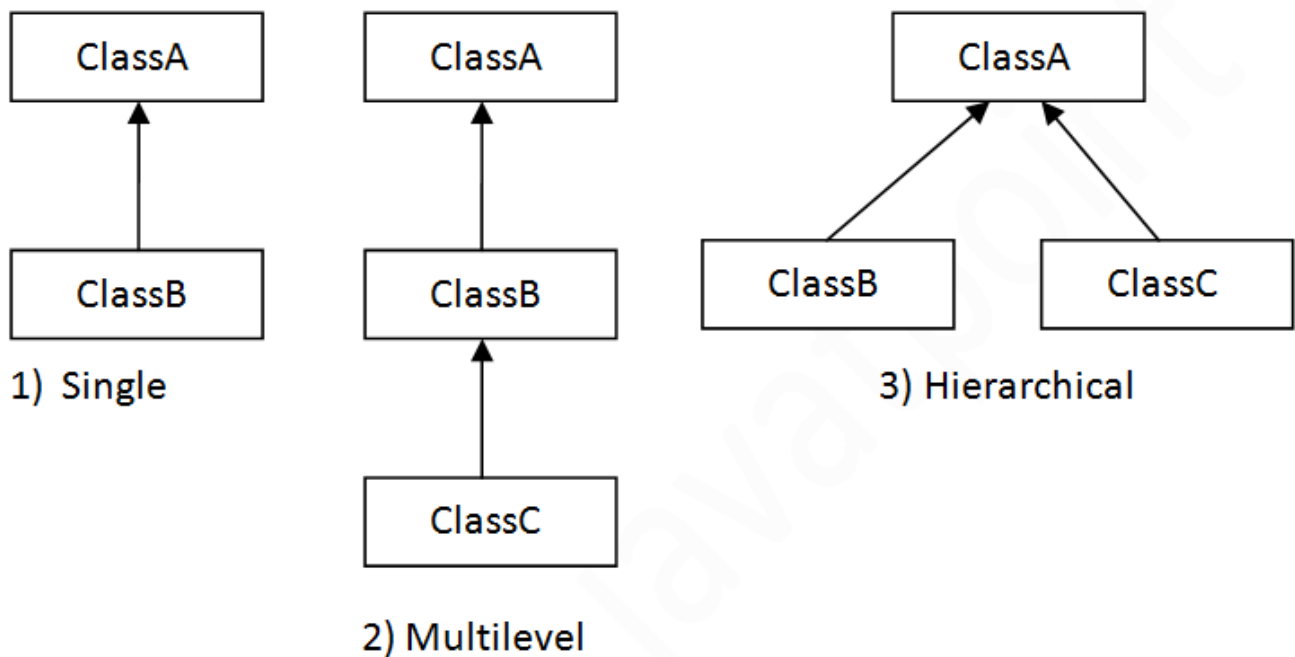 ClassA
ClassB
1) Single
ClassA
ClassB
ClassC
2) Multilevel
ClassA
ClassB
ClassC
3) Hierarchical